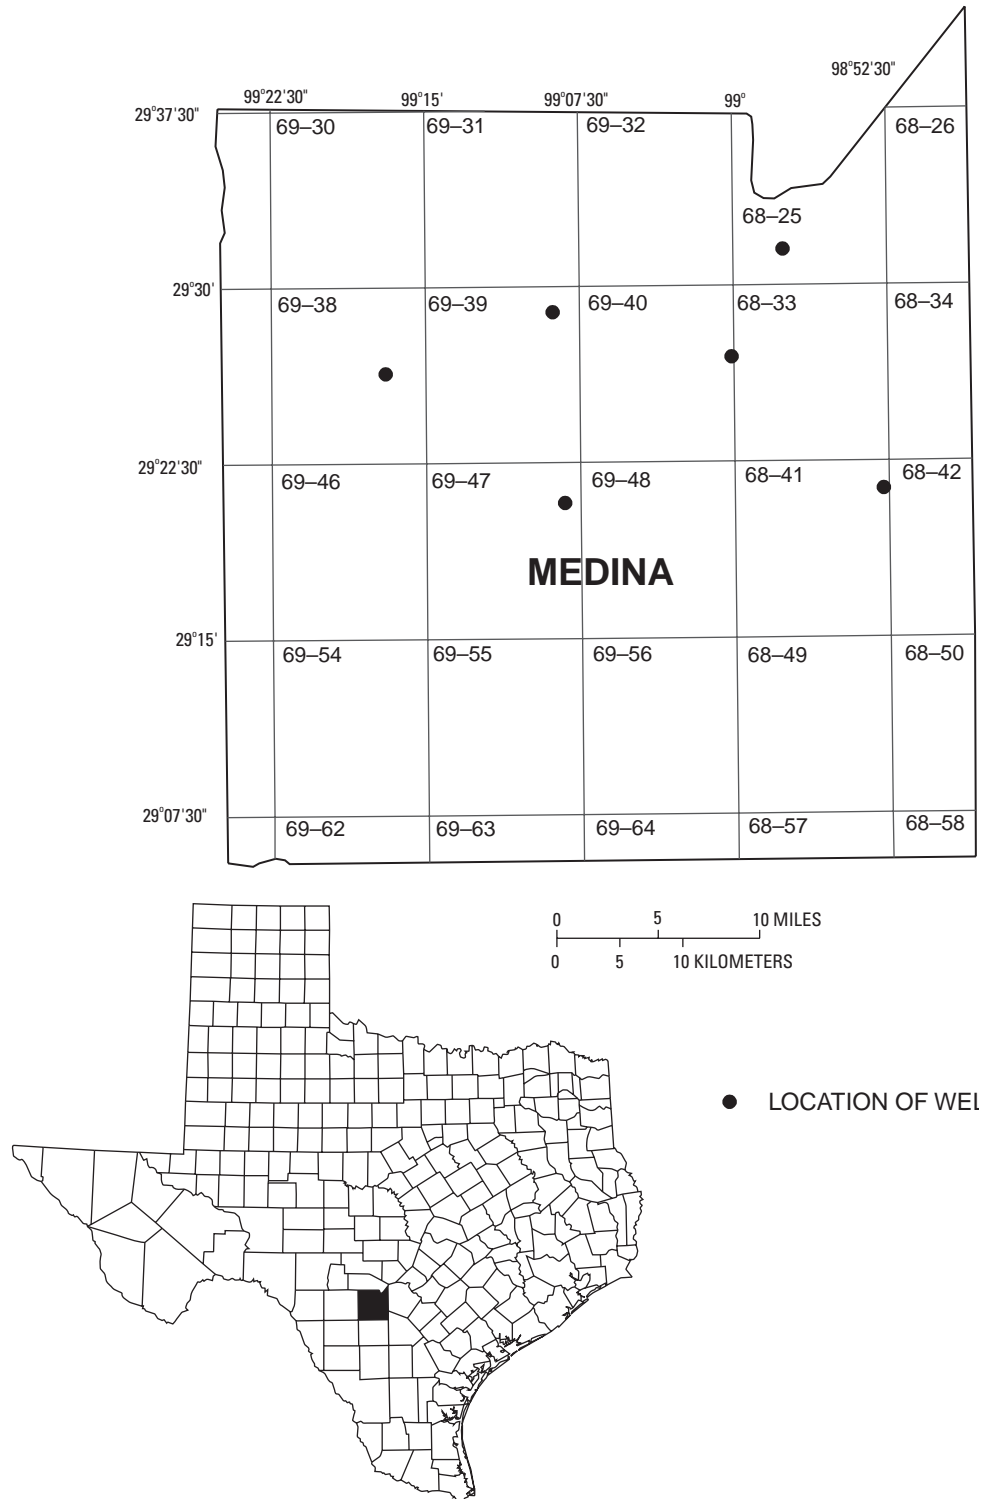 98°52'30"
99°22'30" 99°15' 99°07'30" 99°
29°37'30"
69–30 69–31 69–32 68–26
68–25
29°30'
69–38 69–39 69–40 68–33 68–34
29°22'30"
69–46 69–47 69–48 68–41 68–42
MEDINA
29°15'
69–54 69–55 69–56 68–49 68–50
29°07'30"
69–62 69–63 69–64 68–57 68–58
0 5 10 MILES
0 5 10 KILOMETERS
LOCATION OF WEL